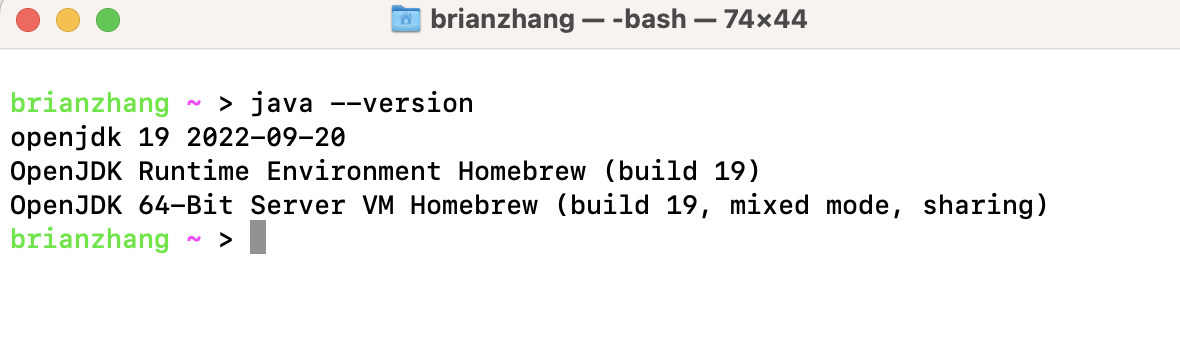 brianzhang — -bash — 74×44
brianzhang ~ > java --version
openjdk 19 2022-09-20
OpenJDK Runtime Environment Homebrew (build 19)
OpenJDK 64-Bit Server VM Homebrew (build 19, mixed mode, sharing)
brianzhang ~ >